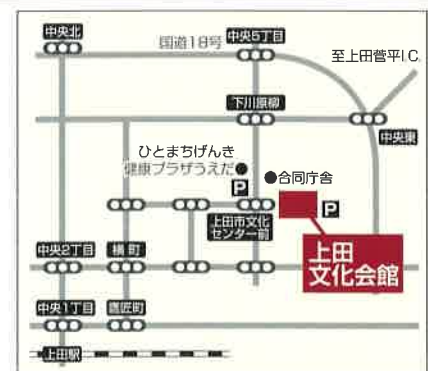 中央北
国道18号
中央5丁目
至上田菅平I.C.
下川原柳
中央東
ひとまちげんき
健康プラザうえだ
P
合同庁舎
P
上田市文化
センター前
上田
文化会館
中央2丁目
横町
中央1丁目
鷹匠町
上田駅